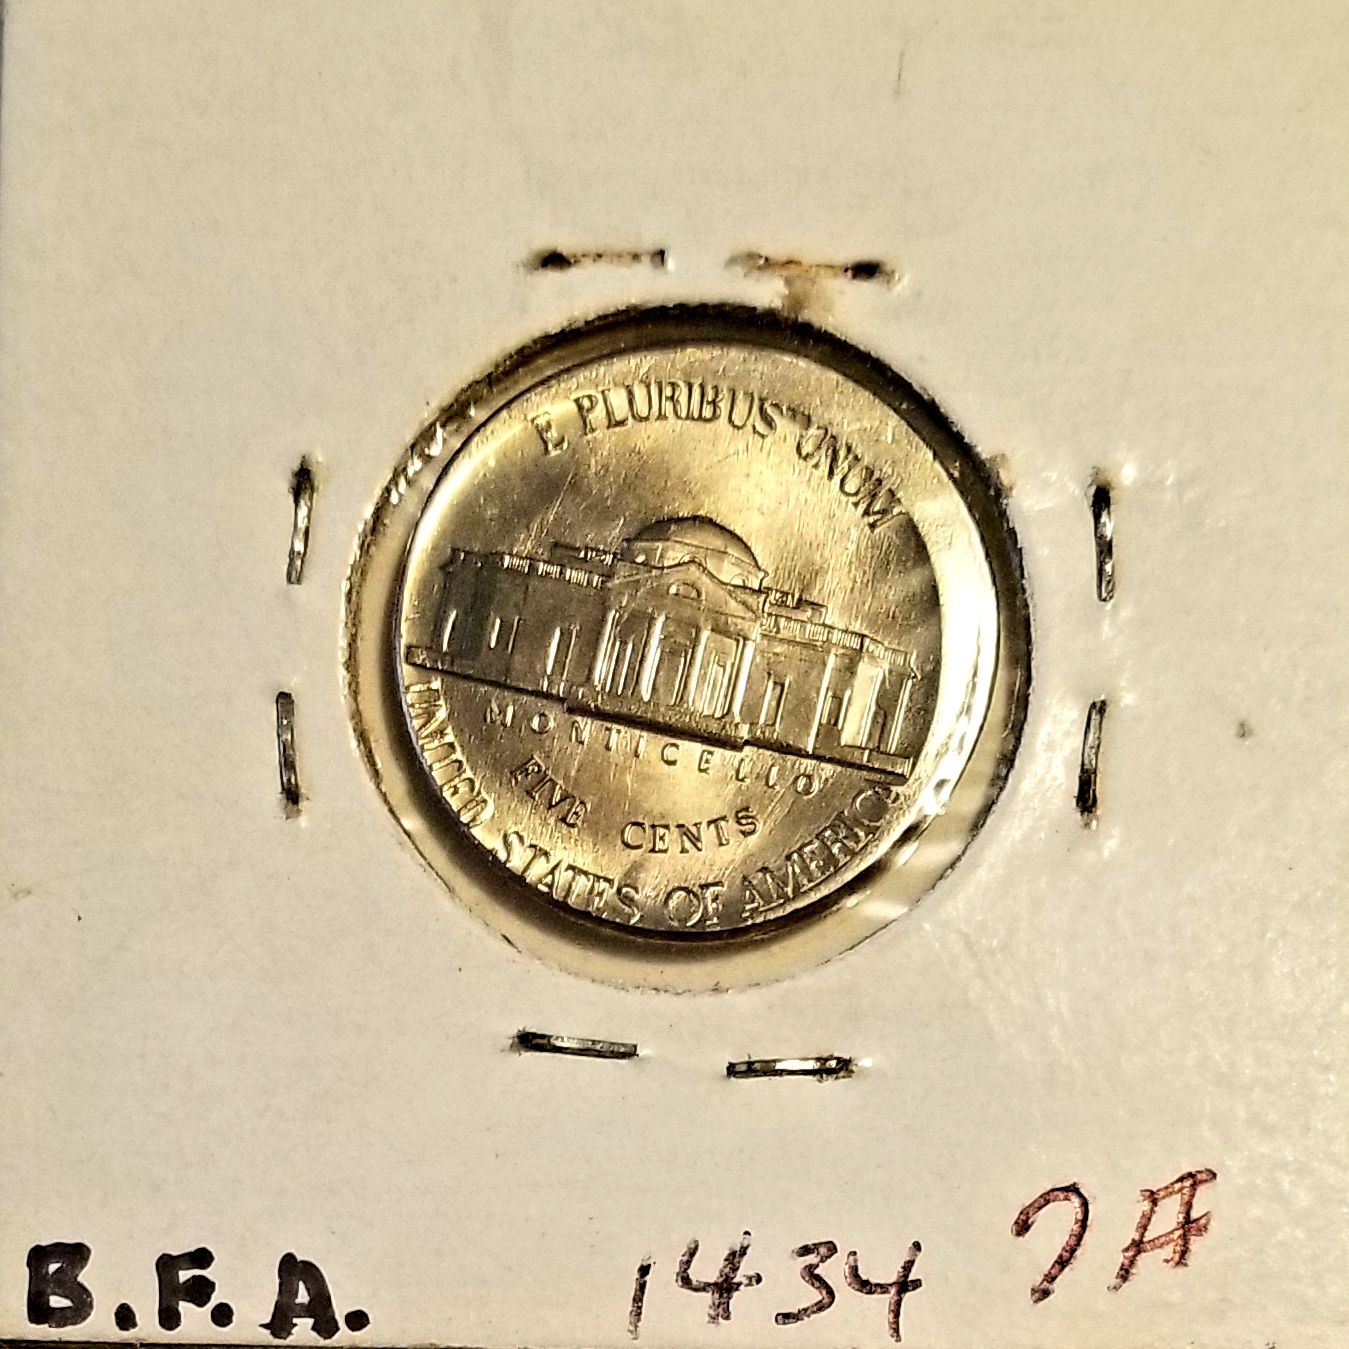 E PLURIBUS UNUM
MONTICELLO
FIVE CENTS
UNITED STATES OF AMERICA
B.F.A. 1434